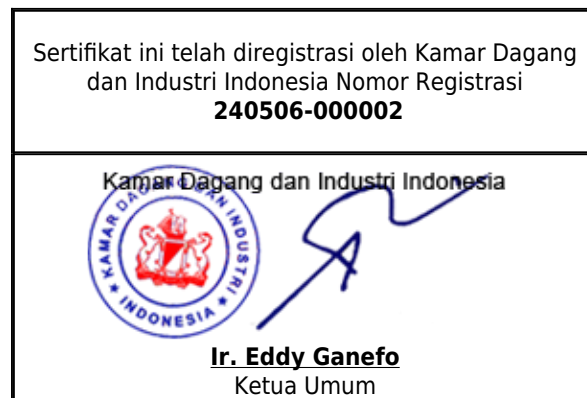 Sertifikat ini telah diregistrasi oleh Kamar Dagang
dan Industri Indonesia Nomor Registrasi
240506-000002
Kamar Dagang dan Industri Indonesia
KAMAR DAGANG DAN INDUSTRI
INDONESIA
Ir. Eddy Ganefo
Ketua Umum